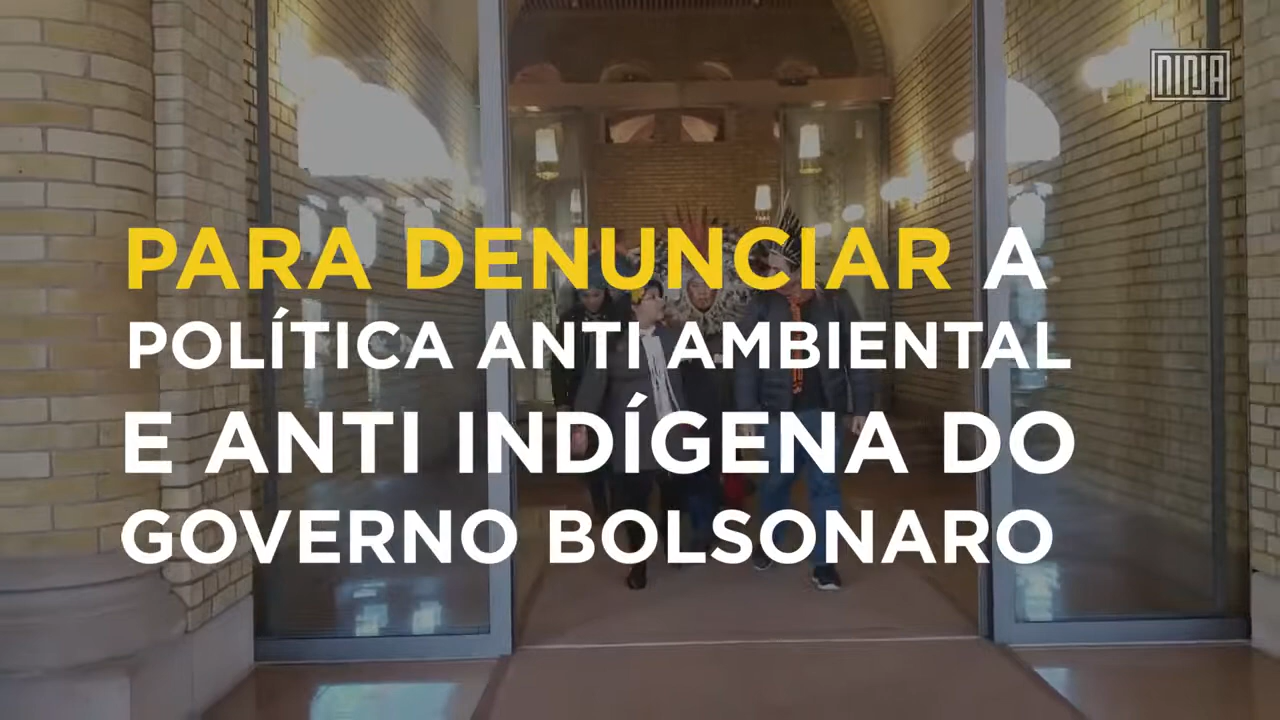 NINJA
PARA DENUNCIAR A
POLÍTICA ANTI AMBIENTAL
E ANTI INDÍGENA DO
GOVERNO BOLSONARO